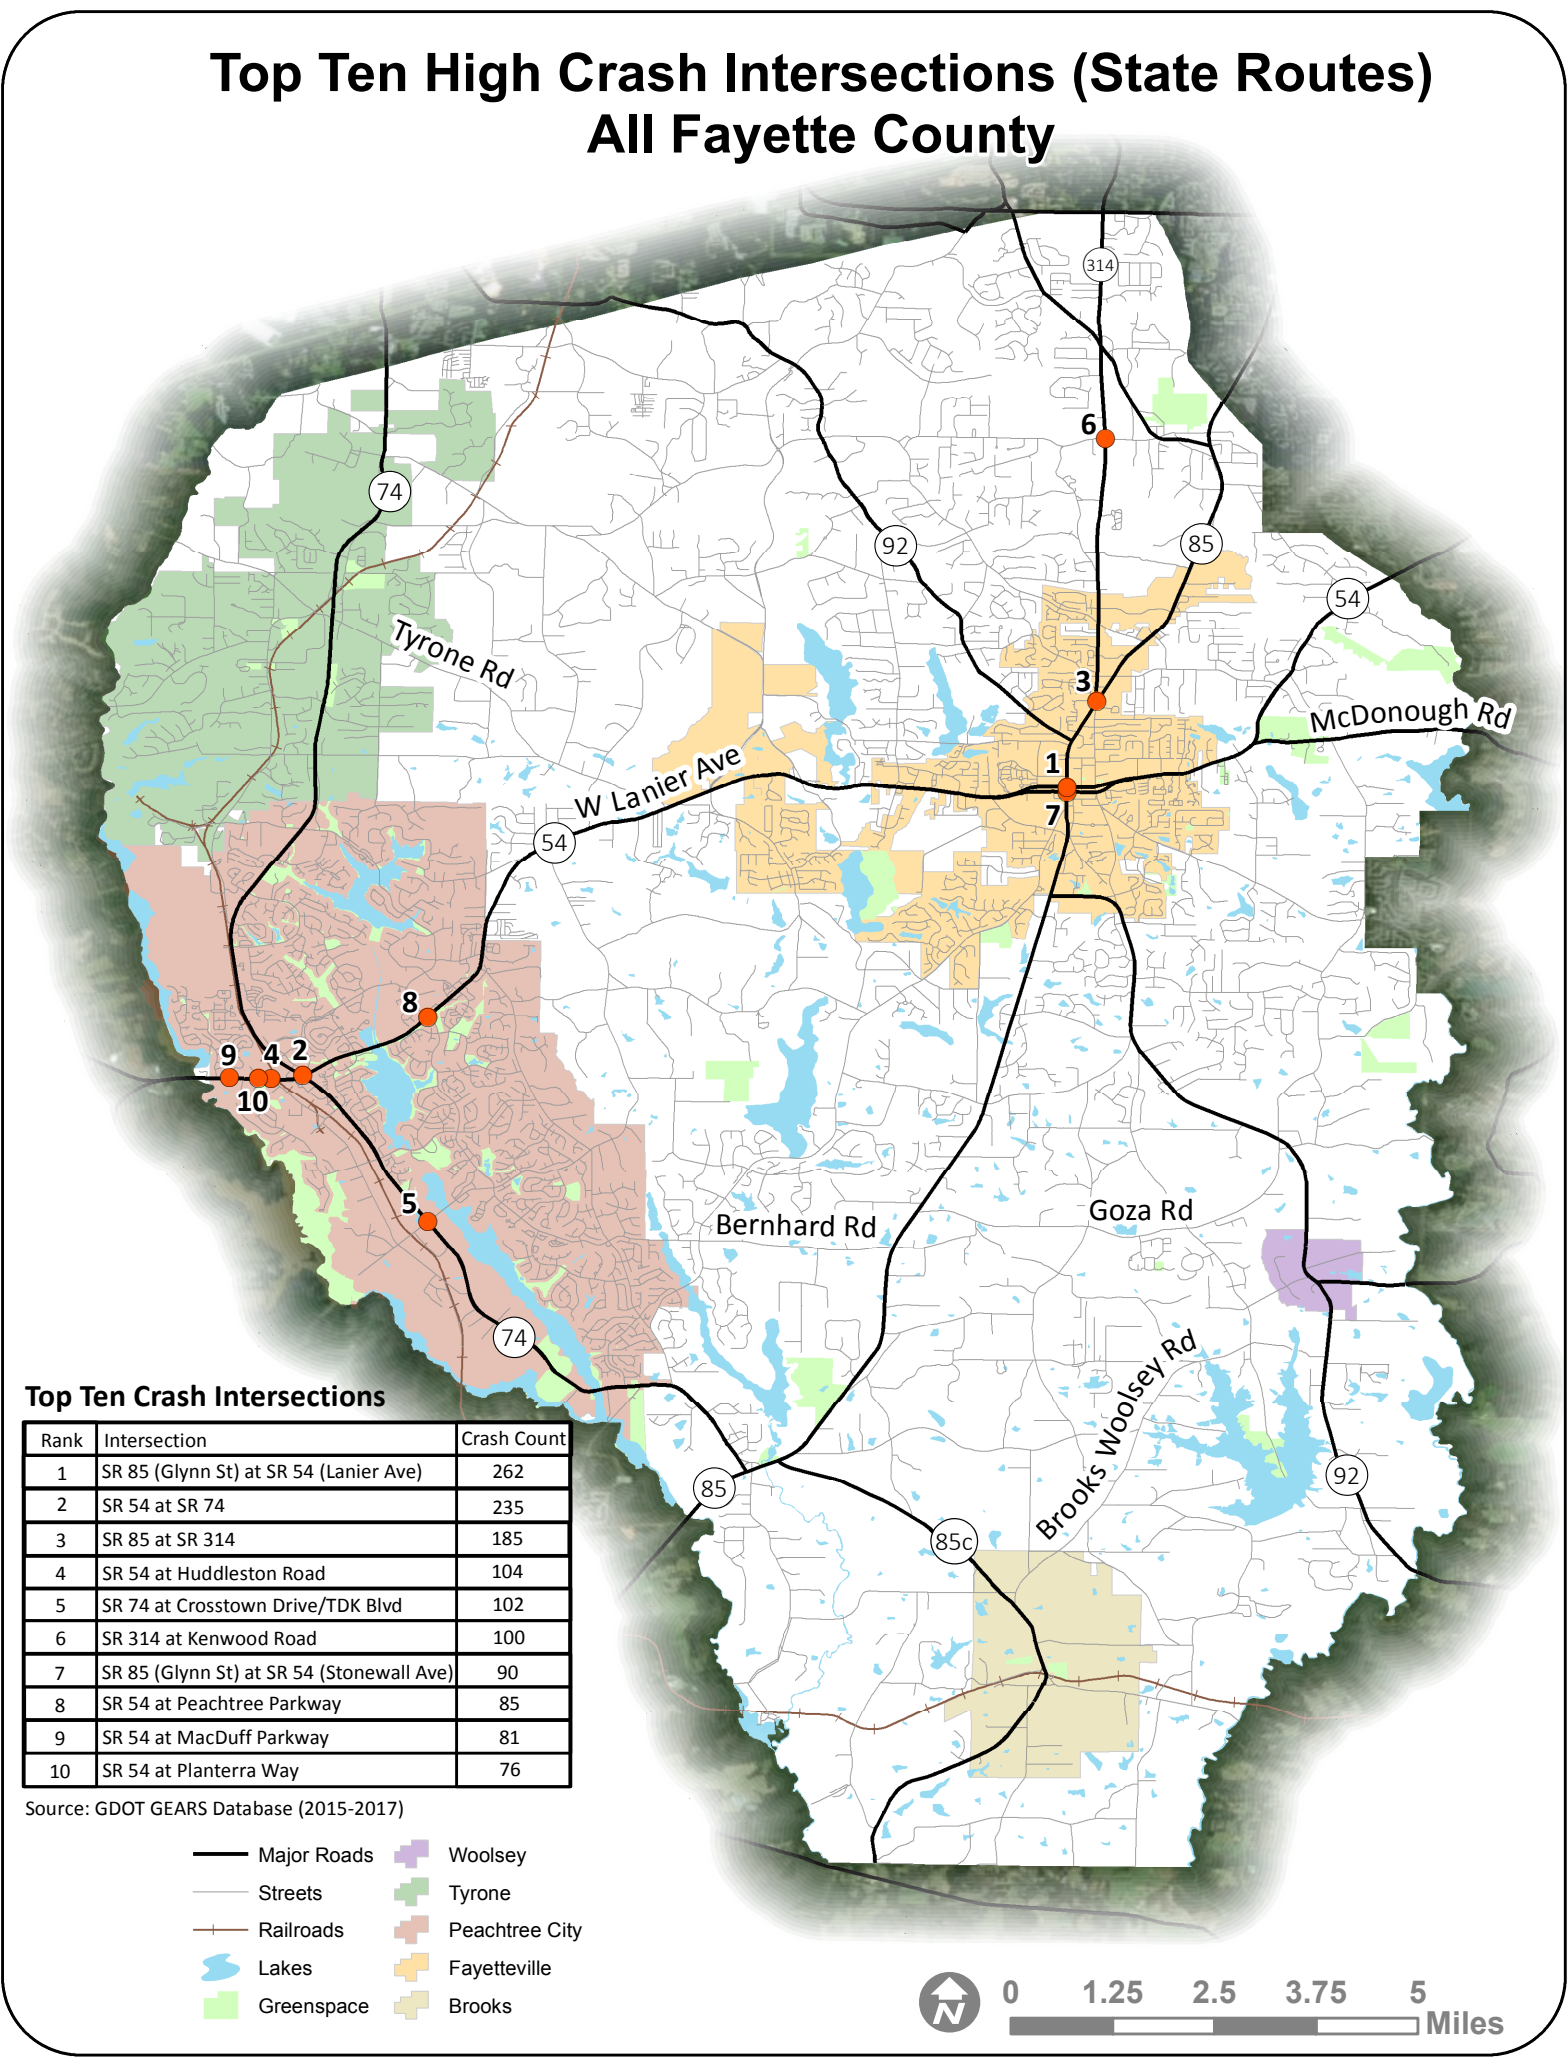 Top Ten High Crash Intersections (State Routes)
All Fayette County
314
6
74
92
85
54
Tyrone Rd
3
McDonough Rd
1
W Lanier Ave
7
54
8
9
4
2
10
5
Bernhard Rd
Goza Rd
74
Brooks Woolsey Rd
85
92
85c
Top Ten Crash Intersections
Rank Intersection Crash Count
1 SR 85 (Glynn St) at SR 54 (Lanier Ave) 262
2 SR 54 at SR 74 235
3 SR 85 at SR 314 185
4 SR 54 at Huddleston Road 104
5 SR 74 at Crosstown Drive/TDK Blvd 102
6 SR 314 at Kenwood Road 100
7 SR 85 (Glynn St) at SR 54 (Stonewall Ave) 90
8 SR 54 at Peachtree Parkway 85
9 SR 54 at MacDuff Parkway 81
10 SR 54 at Planterra Way 76
Source: GDOT GEARS Database (2015-2017)
Major Roads
Streets
Railroads
Lakes
Greenspace
Woolsey
Tyrone
Peachtree City
Fayetteville
Brooks
N
0 1.25 2.5 3.75 5
Miles